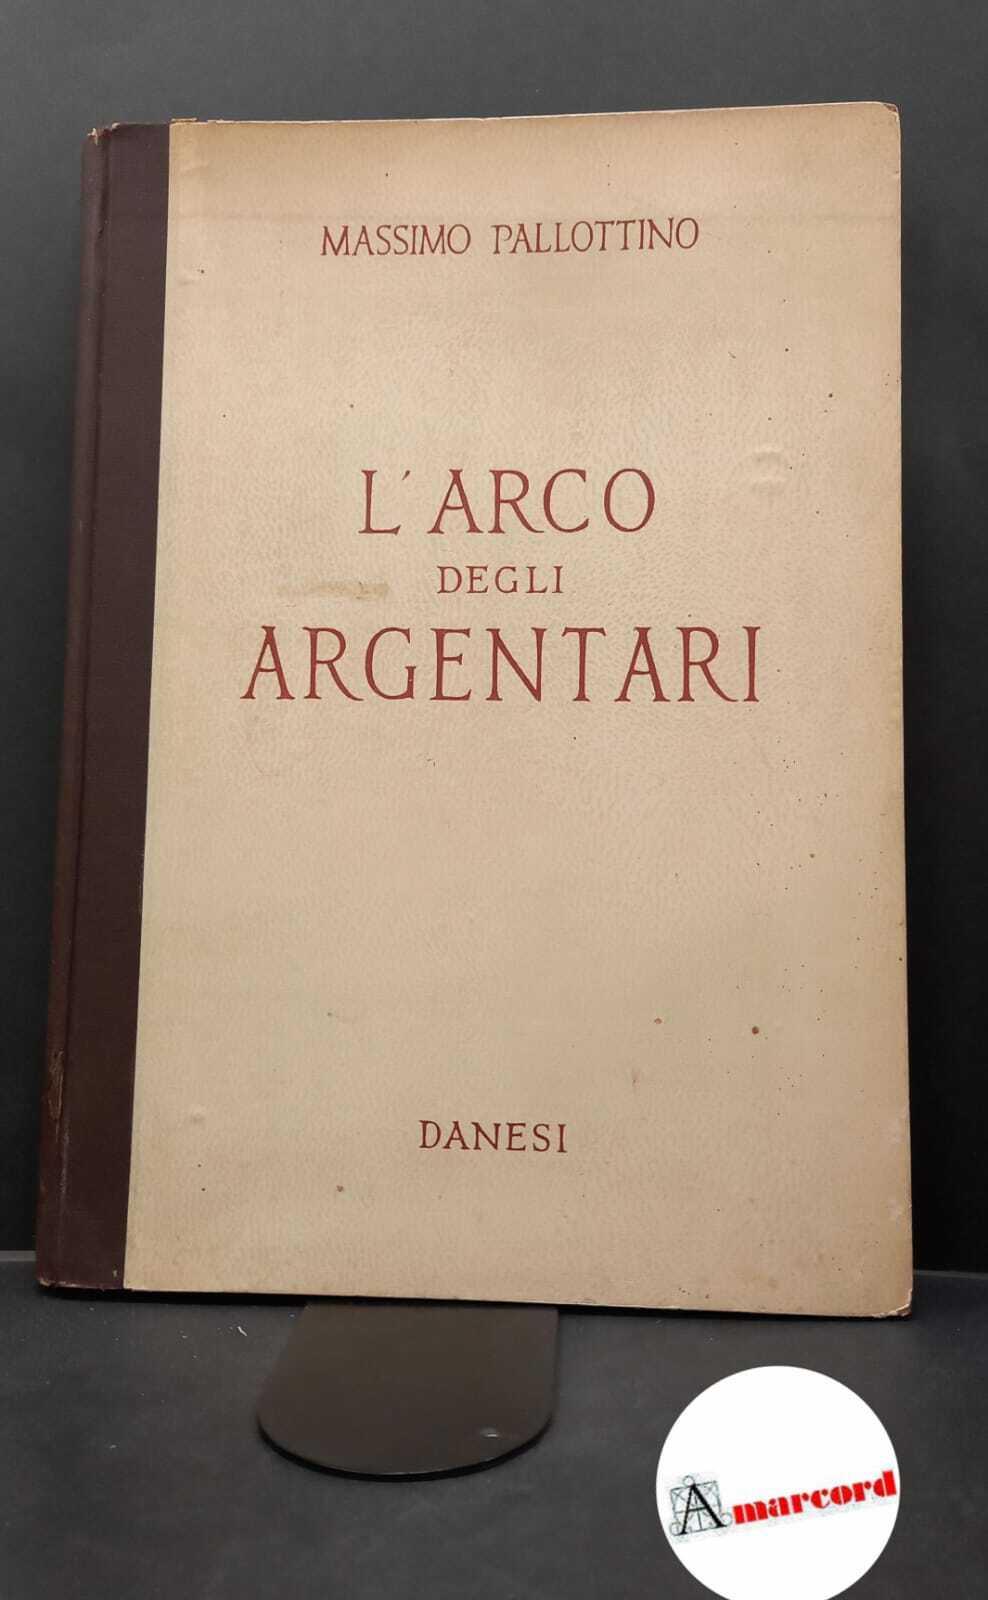 MASSIMO PALLOTTINO
L'ARCO
DEGLI
ARGENTARI
DANESI
Amarcord